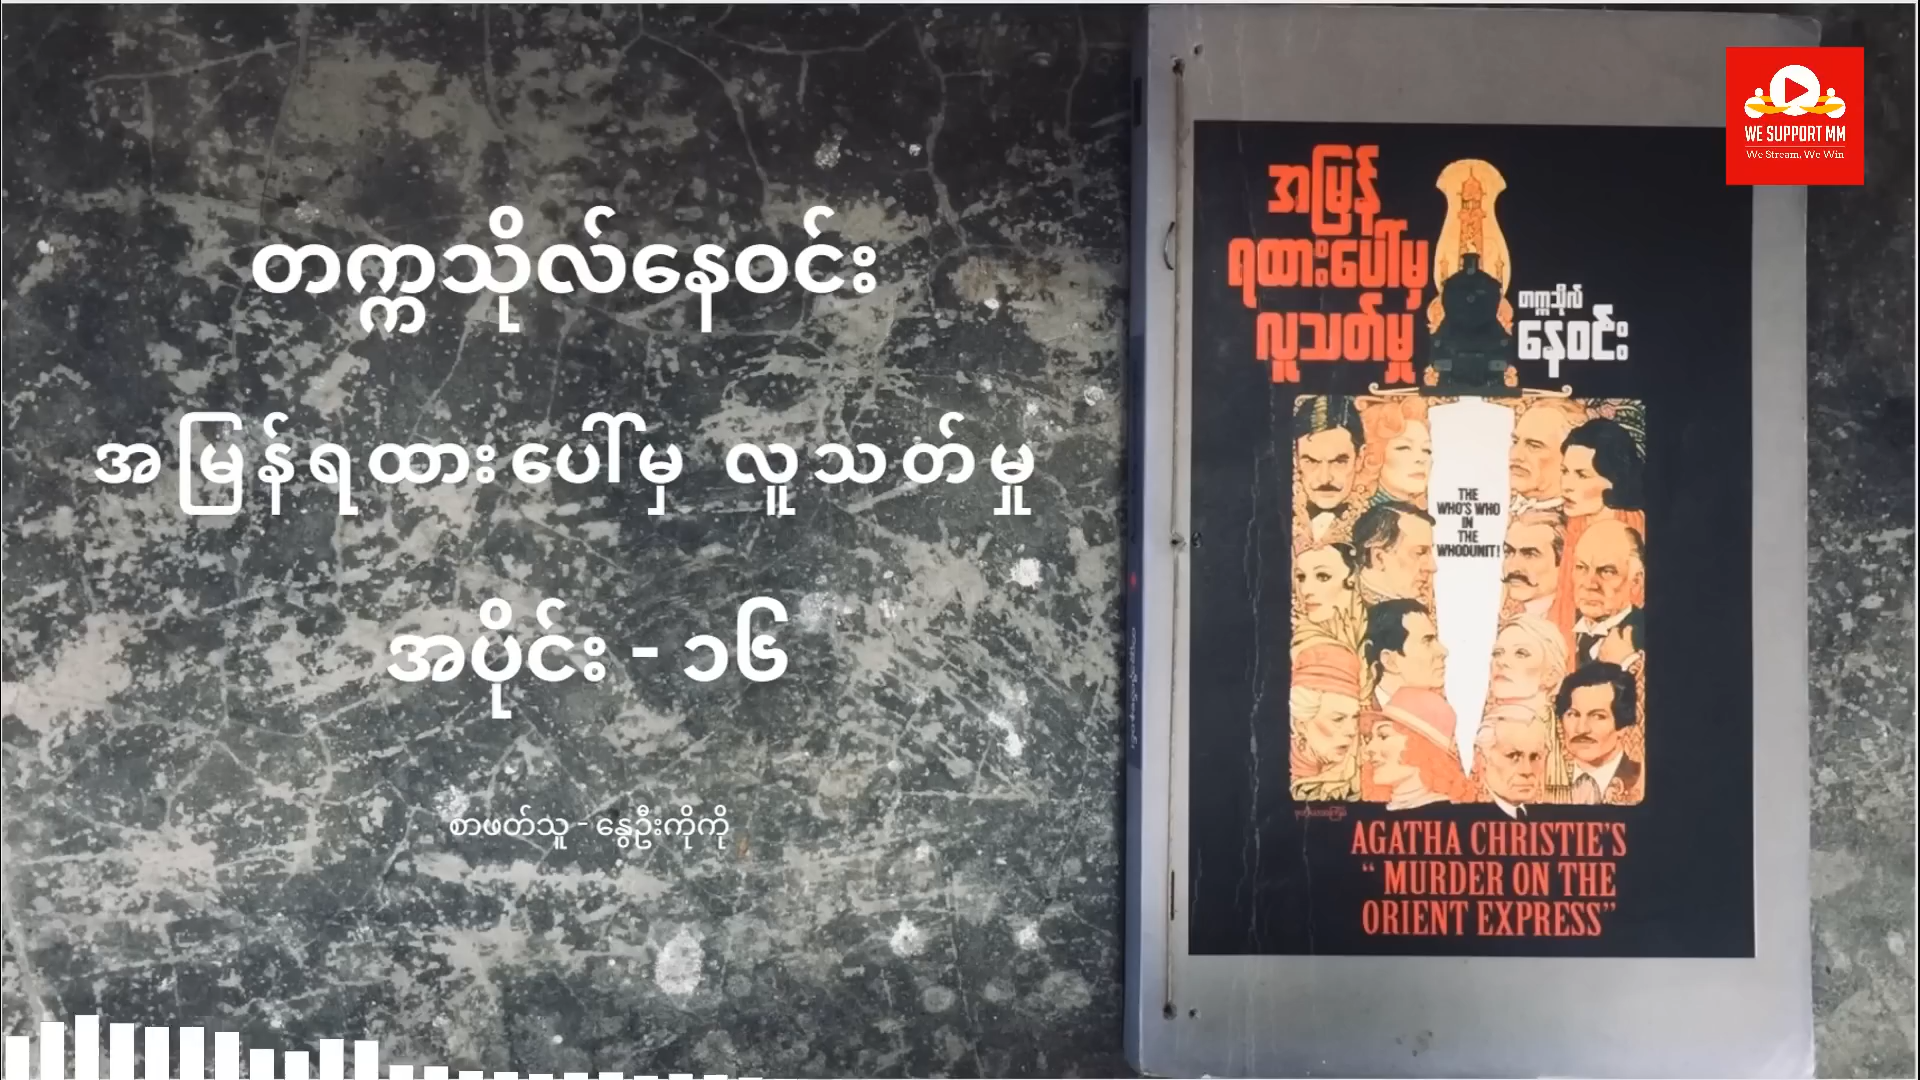 တက္ကသိုလ်နေဝင်း
အမြန်ရထားပေါ်မှ လူသတ်မှု
အပိုင်း - ၁၆
စာဖတ်သူ - နွေဦးကိုကို
WE SUPPORT MM
We Stream, We Win
အမြန်
ရထားပေါ်မှ
လူသတ်မှု
တက္ကသိုလ်
နေဝင်း
THE
WHO'S WHO
IN
THE
WHODUNIT!
AGATHA CHRISTIE'S
“ MURDER ON THE
ORIENT EXPRESS”